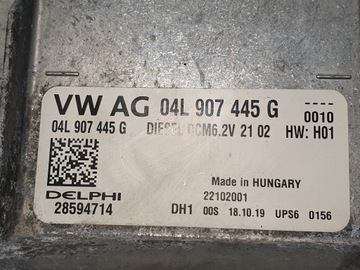 VW AG 04L 907 445 G ----
0010
04L 907 445 G DIESEL DCM6.2V 21 02 HW: H01
MADE IN HUNGARY
22102001
DELPHI
28594714 DH1 00S 18.10.19 UPS6 0156